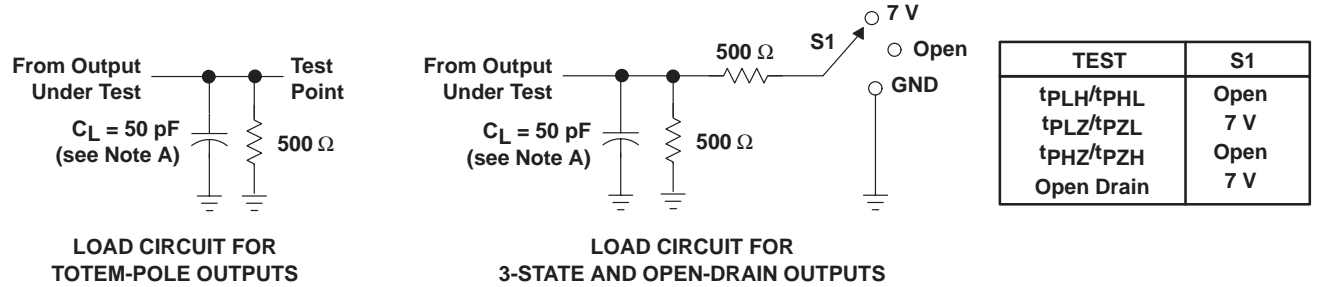 From Output
Under Test
Test
Point
CL = 50 pF
(see Note A)
500 Ω
LOAD CIRCUIT FOR
TOTEM-POLE OUTPUTS
From Output
Under Test
CL = 50 pF
(see Note A)
500 Ω
500 Ω
S1
7 V
Open
GND
LOAD CIRCUIT FOR
3-STATE AND OPEN-DRAIN OUTPUTS
TEST S1
tPLH/tPHL Open
tPLZ/tPZL 7 V
tPHZ/tPZH Open
Open Drain 7 V